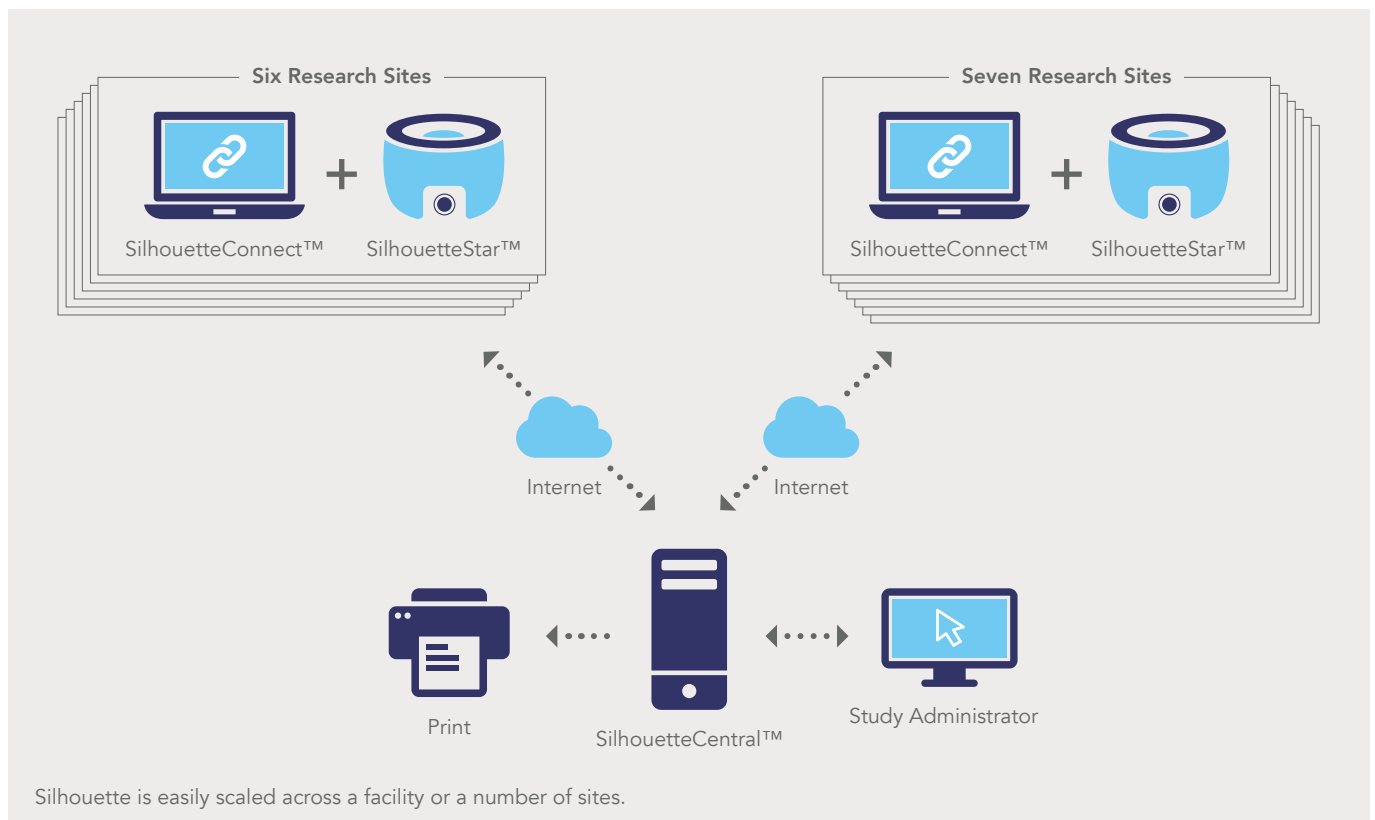 Six Research Sites
SilhouetteConnect™
SilhouetteStar™
Seven Research Sites
SilhouetteConnect™
SilhouetteStar™
Internet
Internet
Print
SilhouetteCentral™
Study Administrator
Silhouette is easily scaled across a facility or a number of sites.